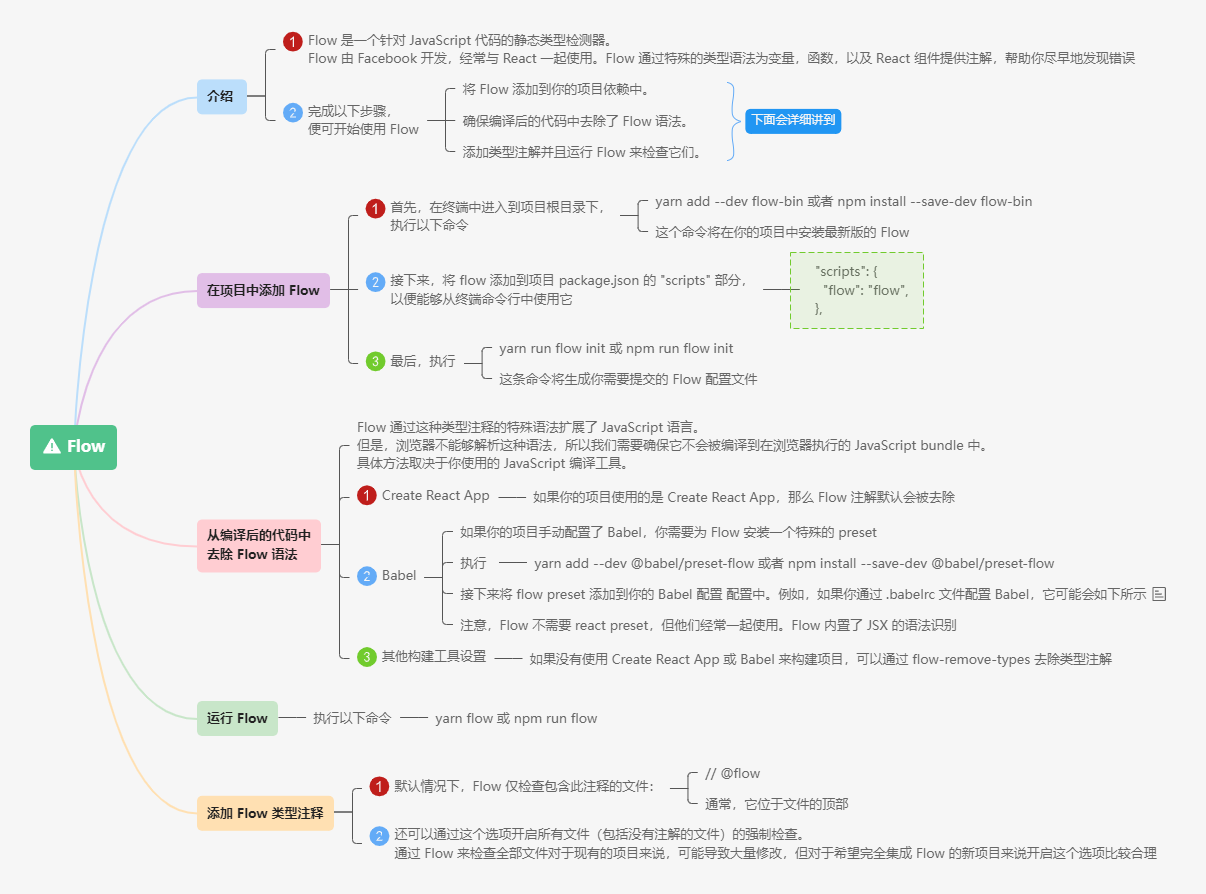 Flow
介绍
1 Flow 是一个针对 JavaScript 代码的静态类型检测器。
Flow 由 Facebook 开发，经常与 React 一起使用。Flow 通过特殊的类型语法为变量，函数，以及 React 组件提供注解，帮助你尽早地发现错误
2 完成以下步骤，
便可开始使用 Flow
将 Flow 添加到你的项目依赖中。
确保编译后的代码中去除了 Flow 语法。
添加类型注解并且运行 Flow 来检查它们。
下面会详细讲到
在项目中添加 Flow
1 首先，在终端中进入到项目根目录下，
执行以下命令
yarn add --dev flow-bin 或者 npm install --save-dev flow-bin
这个命令将在你的项目中安装最新版的 Flow
2 接下来，将 flow 添加到项目 package.json 的 "scripts" 部分，
以便能够从终端命令行中使用它
"scripts": {
"flow": "flow",
},
3 最后，执行
yarn run flow init 或 npm run flow init
这条命令将生成你需要提交的 Flow 配置文件
从编译后的代码中
去除 Flow 语法
Flow 通过这种类型注释的特殊语法扩展了 JavaScript 语言。
但是，浏览器不能够解析这种语法，所以我们需要确保它不会被编译到在浏览器执行的 JavaScript bundle 中。
具体方法取决于你使用的 JavaScript 编译工具。
1 Create React App
如果你的项目使用的是 Create React App，那么 Flow 注解默认会被去除
2 Babel
如果你的项目手动配置了 Babel，你需要为 Flow 安装一个特殊的 preset
执行
yarn add --dev @babel/preset-flow 或者 npm install --save-dev @babel/preset-flow
接下来将 flow preset 添加到你的 Babel 配置 配置中。例如，如果你通过 .babelrc 文件配置 Babel，它可能会如下所示
注意，Flow 不需要 react preset，但他们经常一起使用。Flow 内置了 JSX 的语法识别
3 其他构建工具设置
如果没有使用 Create React App 或 Babel 来构建项目，可以通过 flow-remove-types 去除类型注解
运行 Flow
执行以下命令
yarn flow 或 npm run flow
添加 Flow 类型注释
1 默认情况下，Flow 仅检查包含此注释的文件：
// @flow
通常，它位于文件的顶部
2 还可以通过这个选项开启所有文件（包括没有注解的文件）的强制检查。
通过 Flow 来检查全部文件对于现有的项目来说，可能导致大量修改，但对于希望完全集成 Flow 的新项目来说开启这个选项比较合理